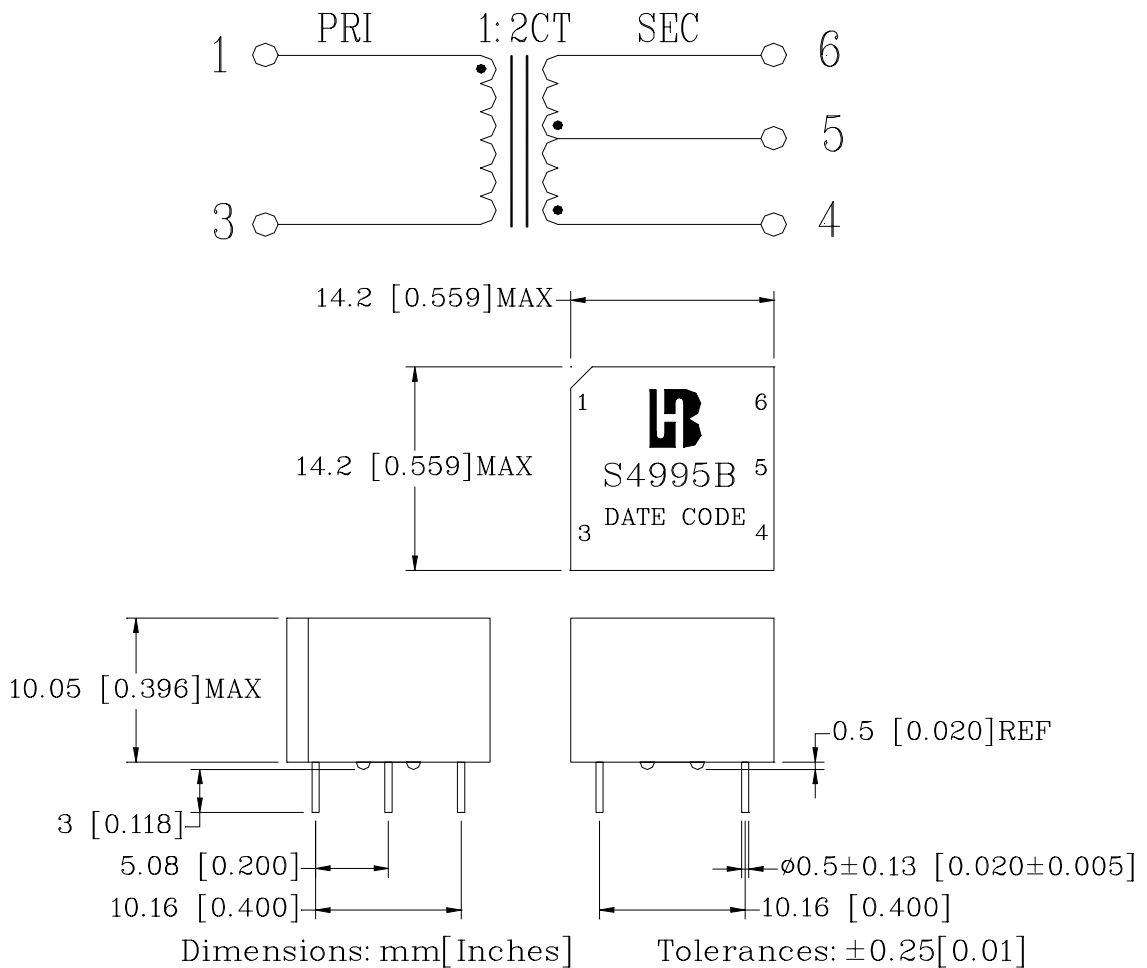 PRI 1:2CT SEC
1 6
5
3 4
14.2 [0.559]MAX
1 6
14.2 [0.559]MAX
S4995B 5
DATE CODE
3 4
10.05 [0.396]MAX
0.5 [0.020]REF
3 [0.118]
5.08 [0.200]
ø0.5±0.13 [0.020±0.005]
10.16 [0.400]
10.16 [0.400]
Dimensions: mm[Inches] Tolerances: ±0.25[0.01]